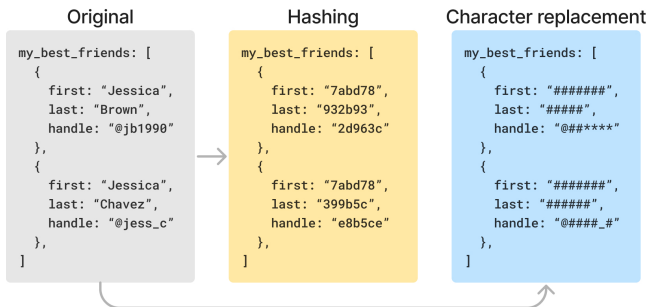 Original
my_best_friends: [
  {
    first: “Jessica”,
    last: “Brown”,
    handle: “@jb1990”
  },
  {
    first: “Jessica”,
    last: “Chavez”,
    handle: “@jess_c”
  },
]
Hashing
my_best_friends: [
  {
    first: “7abd78”,
    last: “932b93”,
    handle: “2d963c”
  },
  {
    first: “7abd78”,
    last: “399b5c”,
    handle: “e8b5ce”
  },
]
Character replacement
my_best_friends: [
  {
    first: “#######”,
    last: “#####”,
    handle: “@##****”
  },
  {
    first: “#######”,
    last: “######”,
    handle: “@####_#”
  },
]